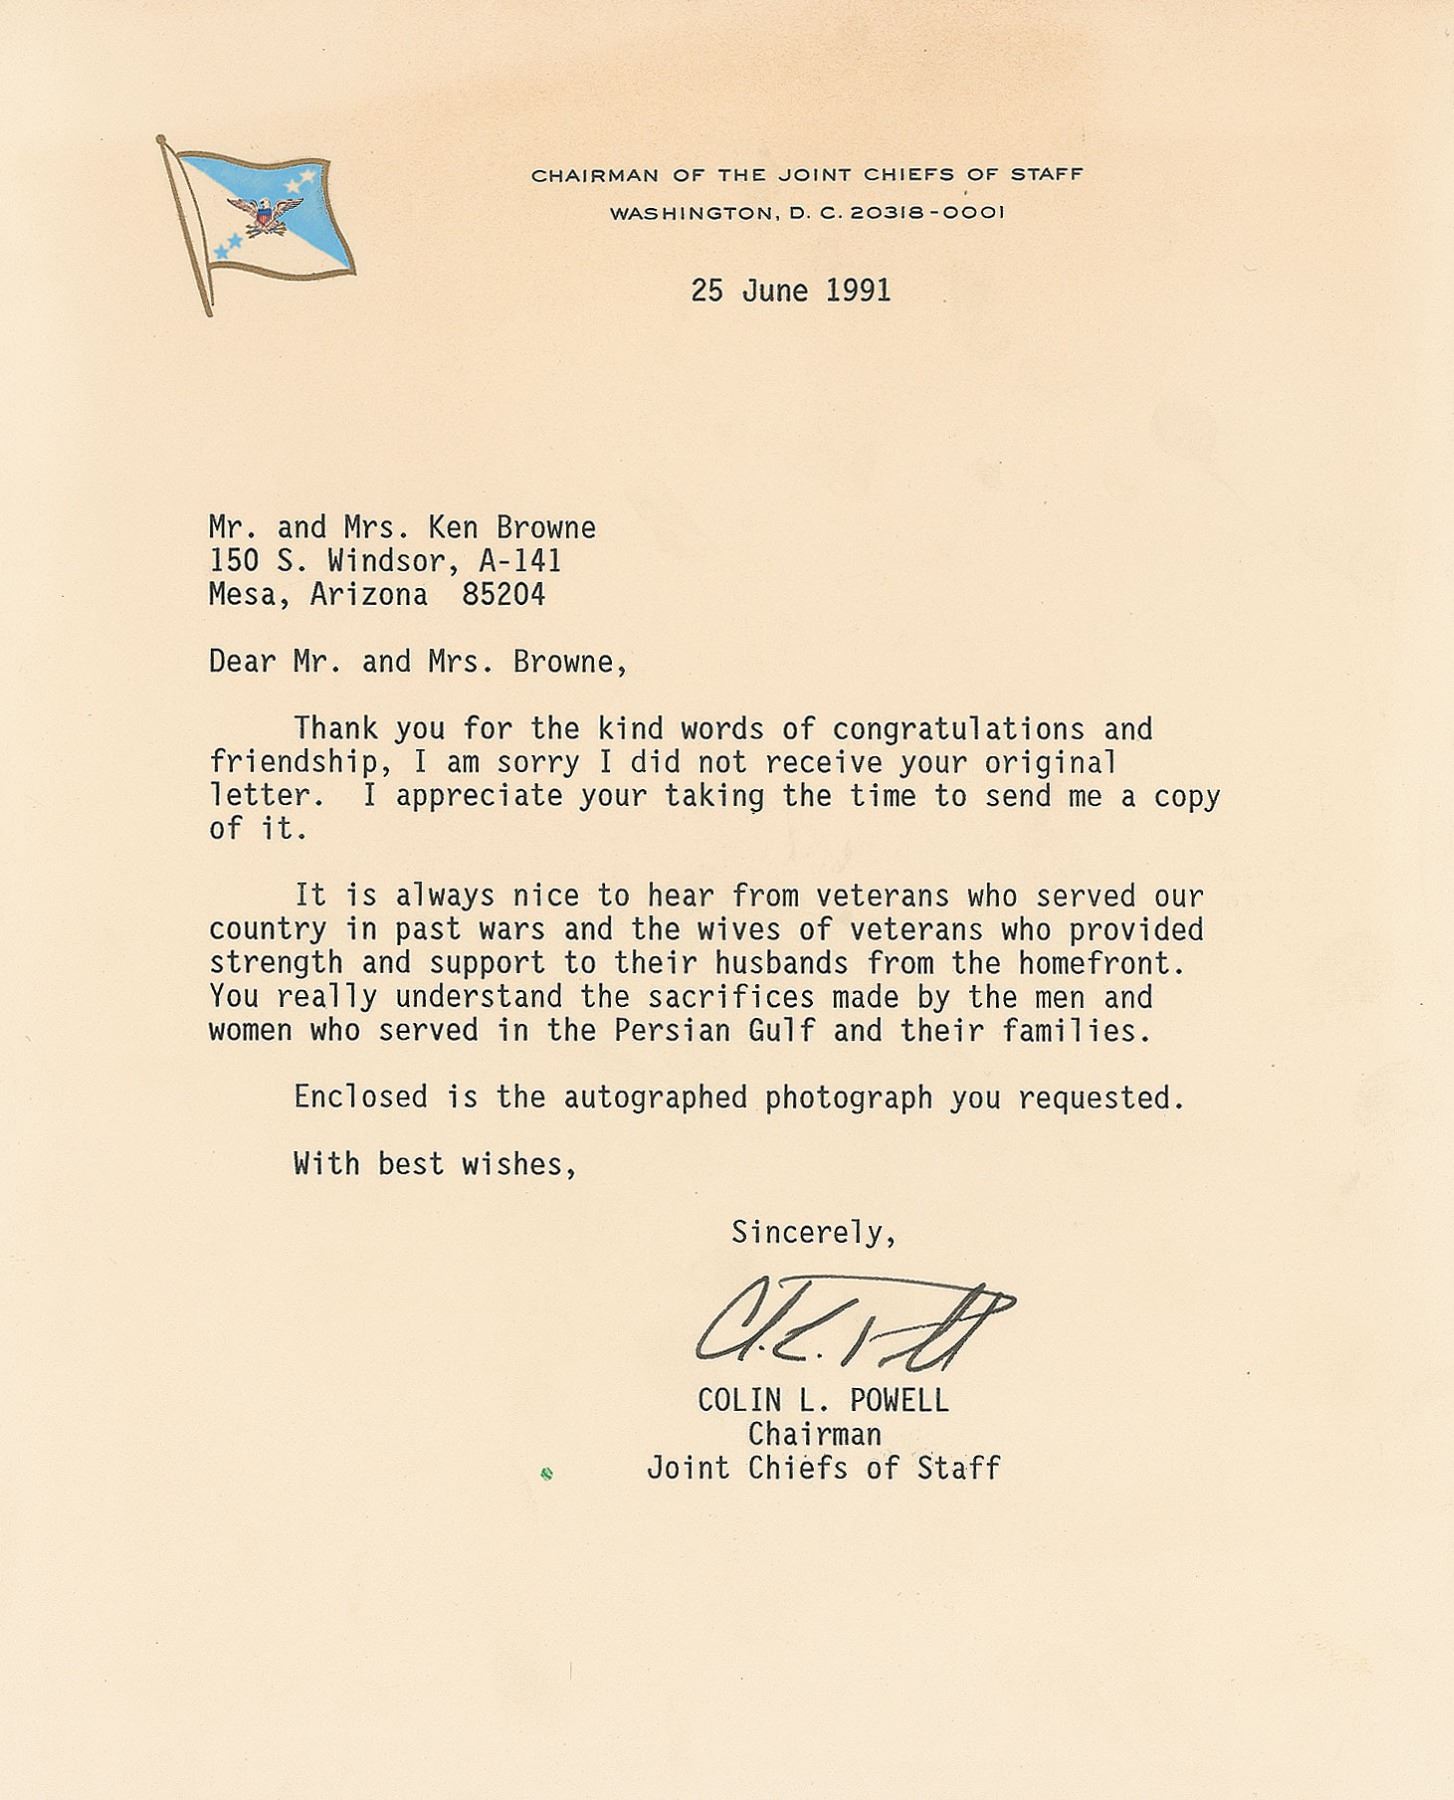 CHAIRMAN OF THE JOINT CHIEFS OF STAFF
WASHINGTON, D. C. 20318-0001
25 June 1991
Mr. and Mrs. Ken Browne
150 S. Windsor, A-141
Mesa, Arizona  85204
Dear Mr. and Mrs. Browne,
Thank you for the kind words of congratulations and
friendship, I am sorry I did not receive your original
letter.  I appreciate your taking the time to send me a copy
of it.
It is always nice to hear from veterans who served our
country in past wars and the wives of veterans who provided
strength and support to their husbands from the homefront.
You really understand the sacrifices made by the men and
women who served in the Persian Gulf and their families.
Enclosed is the autographed photograph you requested.
With best wishes,
Sincerely,
COLIN L. POWELL
Chairman
Joint Chiefs of Staff